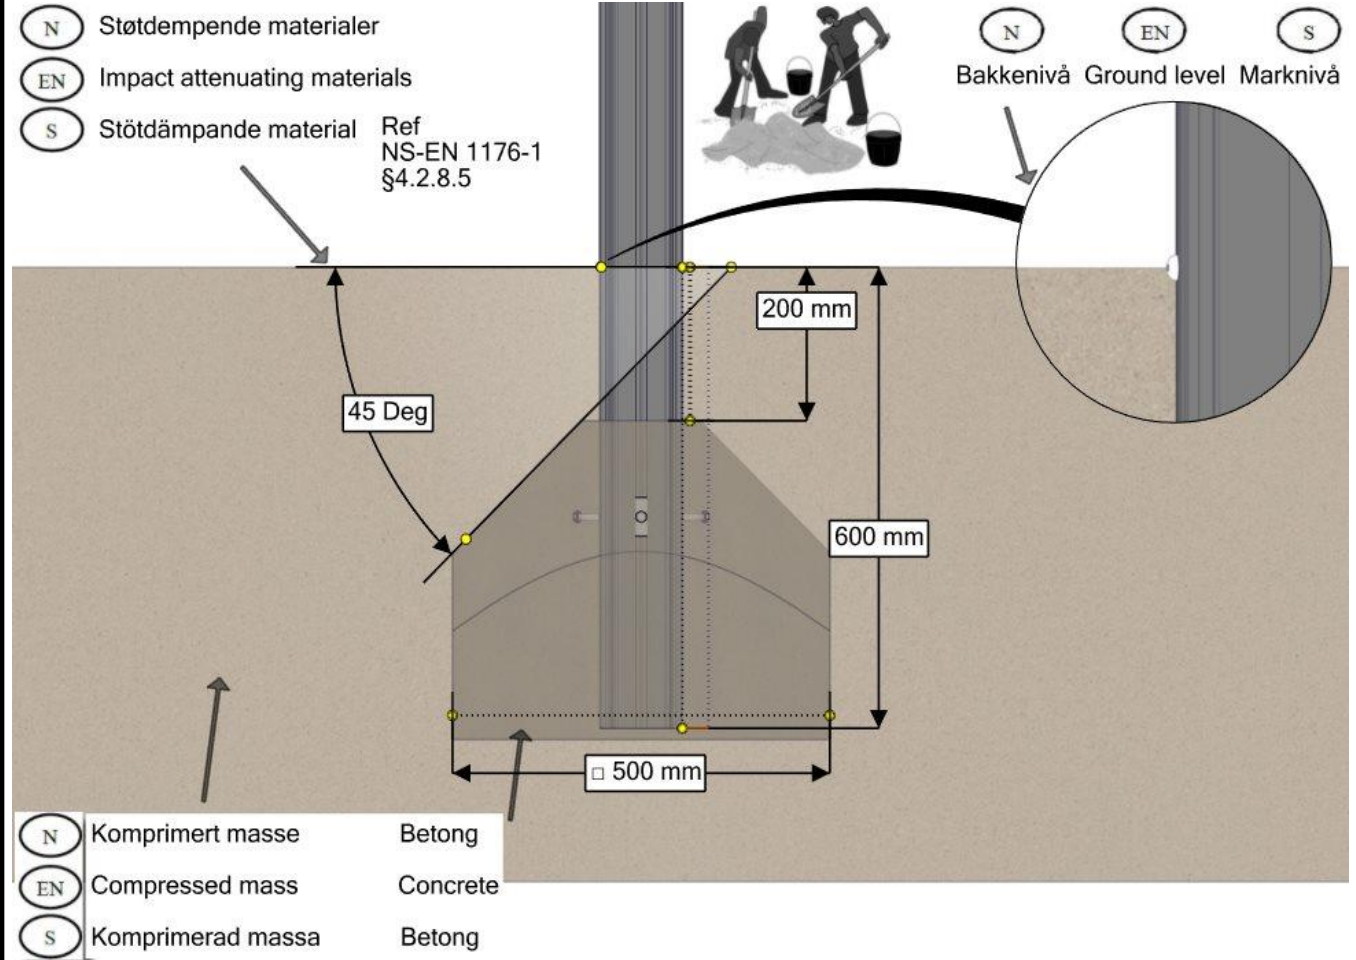 N Støtdempende materialer
EN Impact attenuating materials
S Stötdämpande material
Ref
NS-EN 1176-1
§4.2.8.5
N EN S
Bakkenivå Ground level Marknivå
200 mm
45 Deg
600 mm
□ 500 mm
N Komprimert masse Betong
EN Compressed mass Concrete
S Komprimerad massa Betong